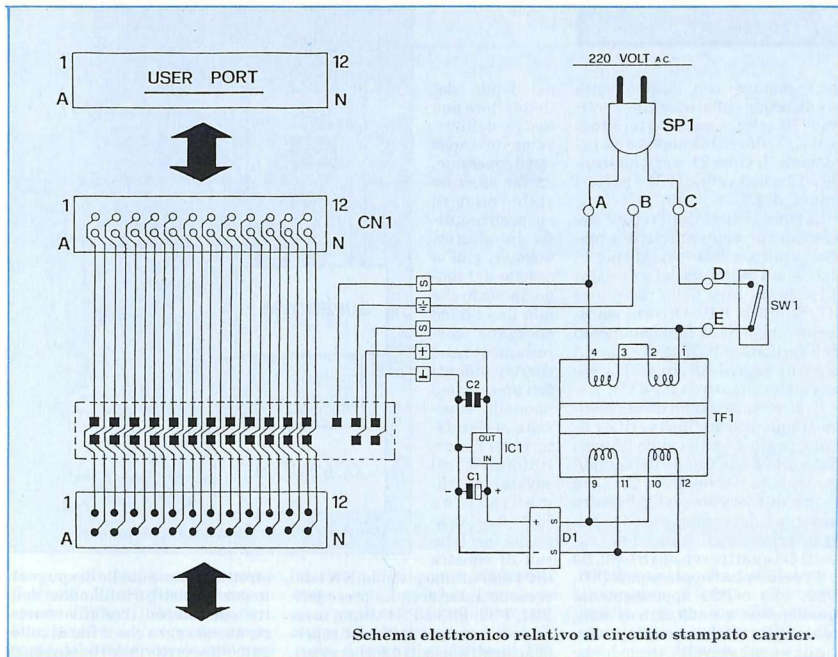 1 12
USER PORT
A N
220 VOLT A.C.
SP1
1 12
CN1
A N
A B C
S
S
+
D
E
SW1
4 3 2 1
TF1
9 11 10 12
C2
OUT
IC1
IN
C1
- +
+ S
D1
- S
1 12
A N
Schema elettronico relativo al circuito stampato carrier.